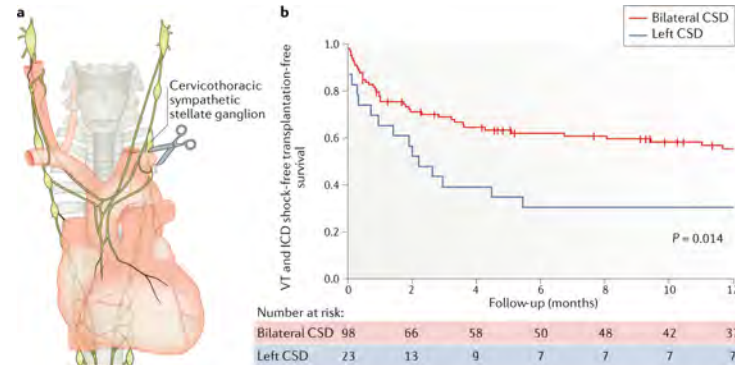 a
Cervicothoracic
sympathetic
stellate ganglion
b
Bilateral CSD
Left CSD
VT and ICD shock-free transplantation-free
survival
1.0
0.8
0.6
0.4
0.2
0.0
P = 0.014
0 2 4 6 8 10 12
Follow-up (months)
Number at risk:
Bilateral CSD 98 66 58 50 48 42 37
Left CSD 23 13 9 7 7 7 7